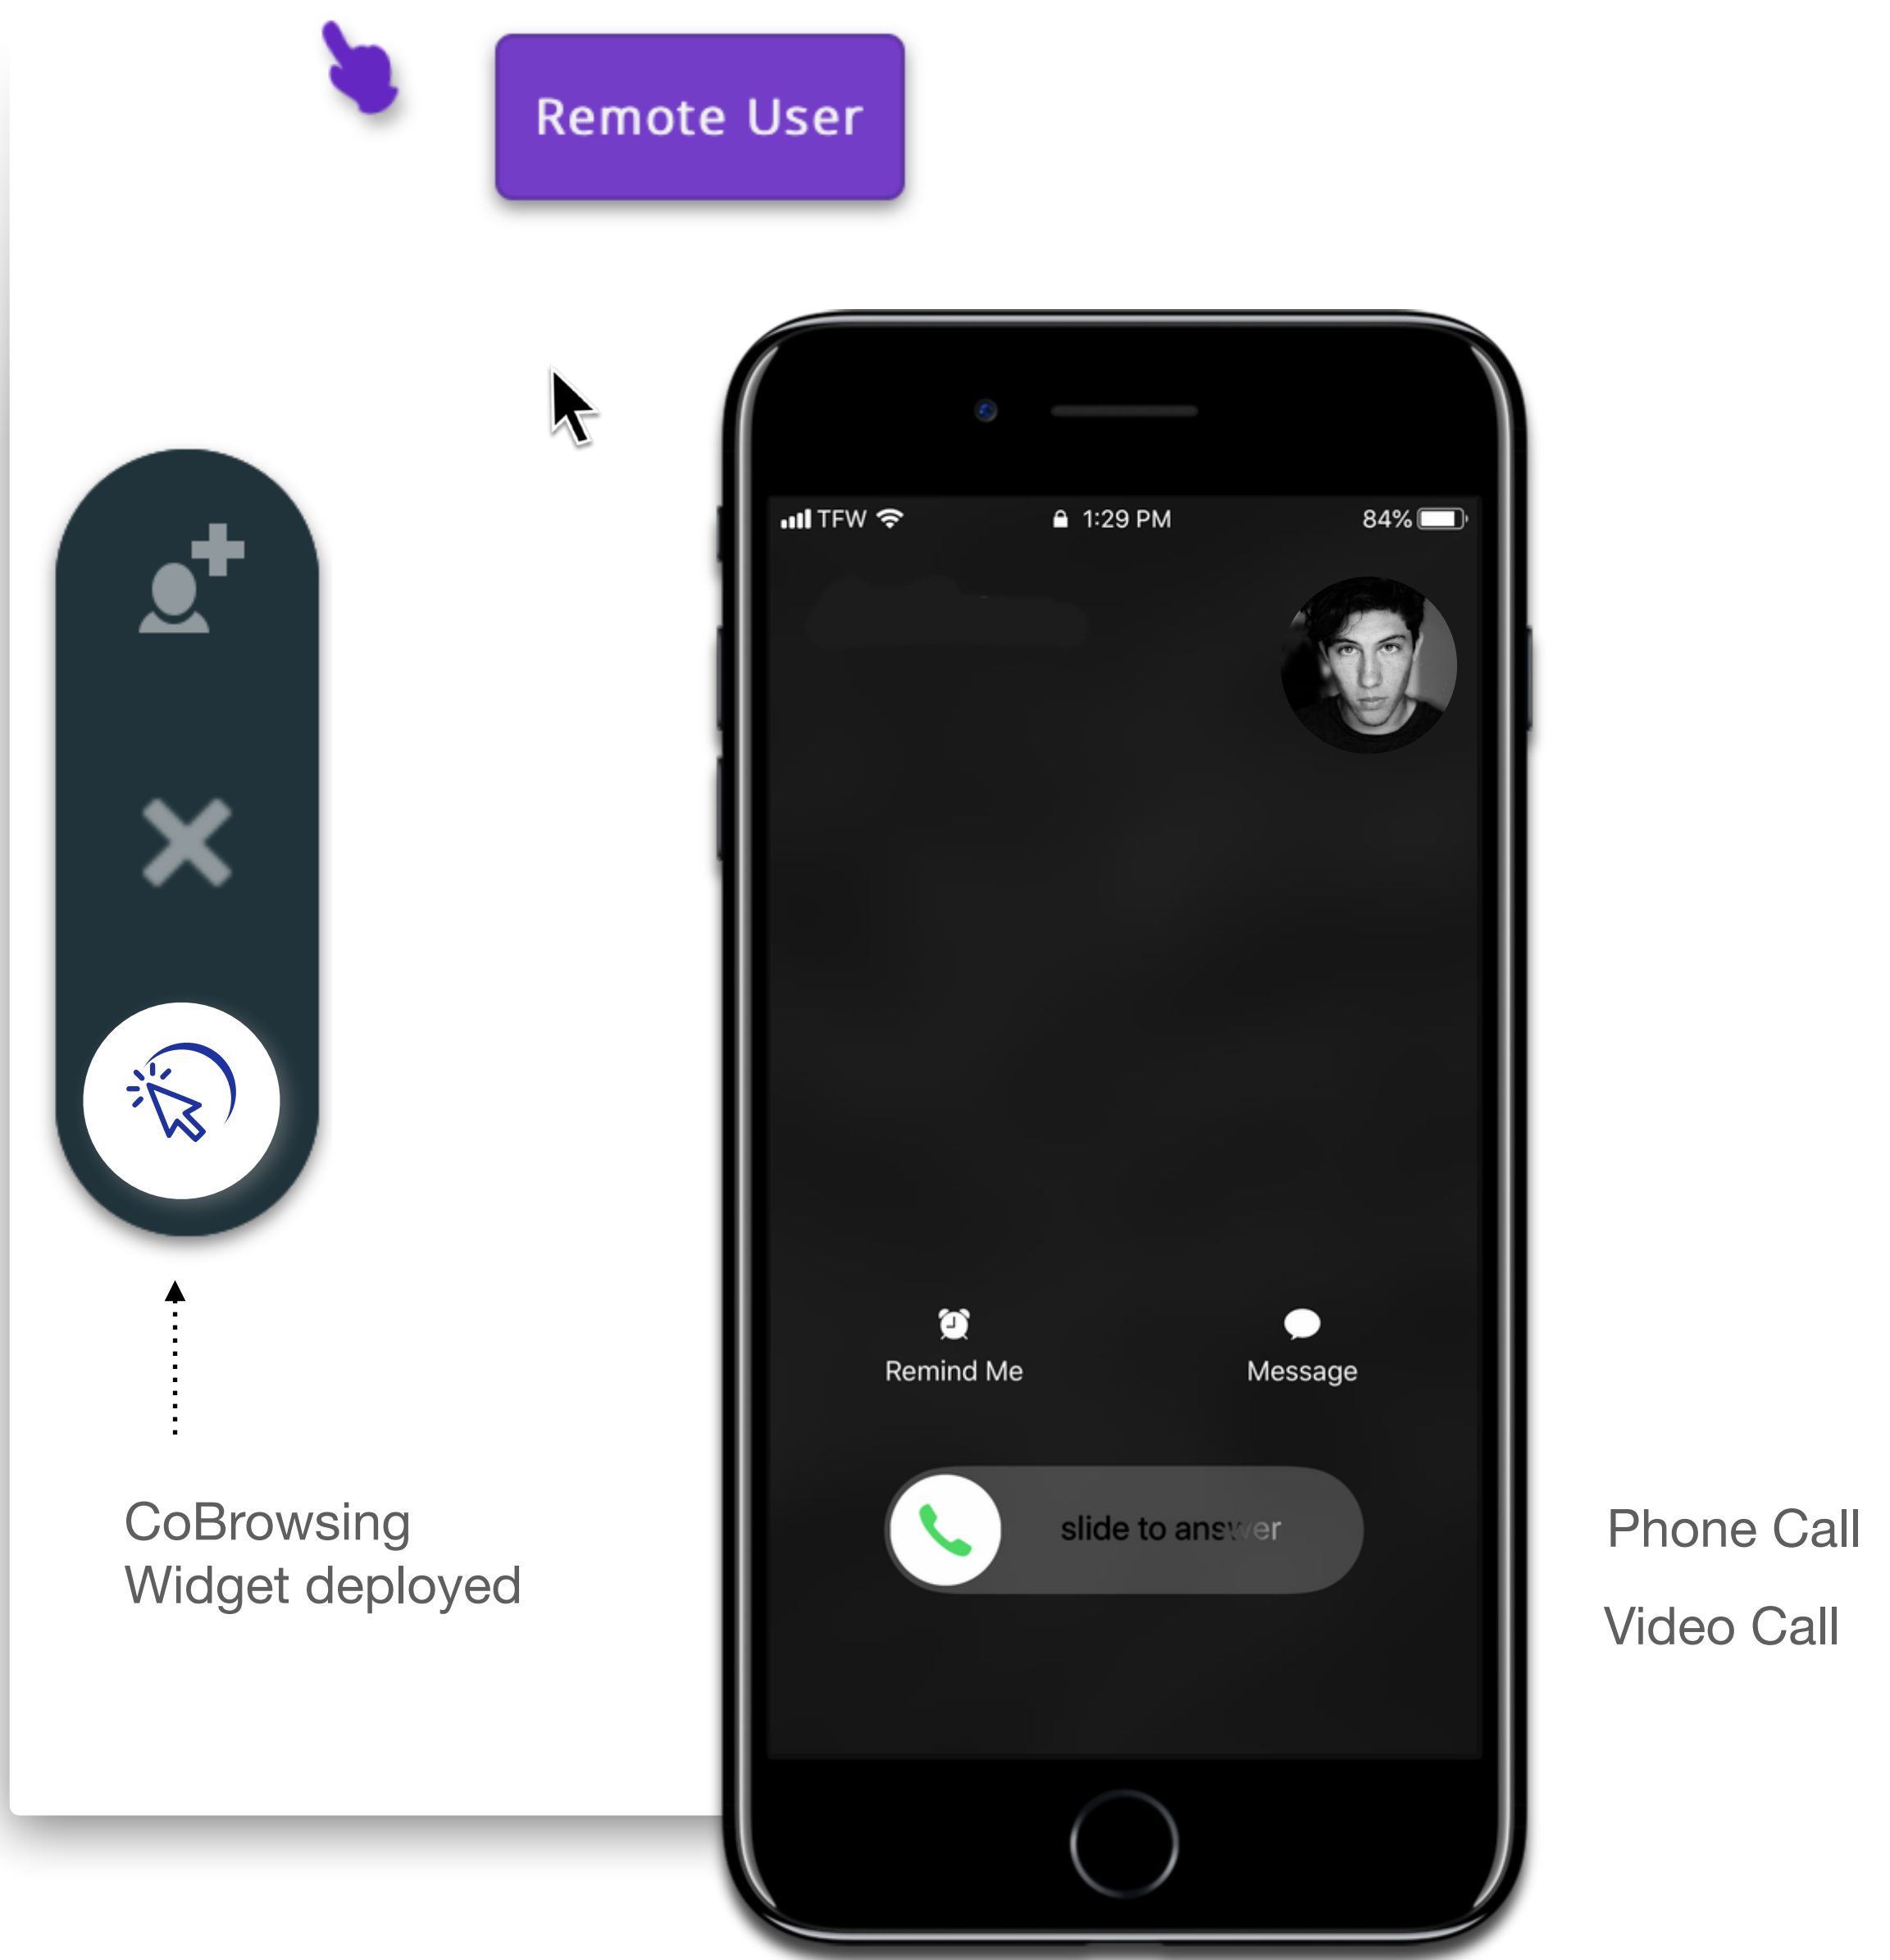 Remote User
TFW
1:29 PM
84%
Remind Me
Message
slide to answer
CoBrowsing
Widget deployed
Phone Call
Video Call